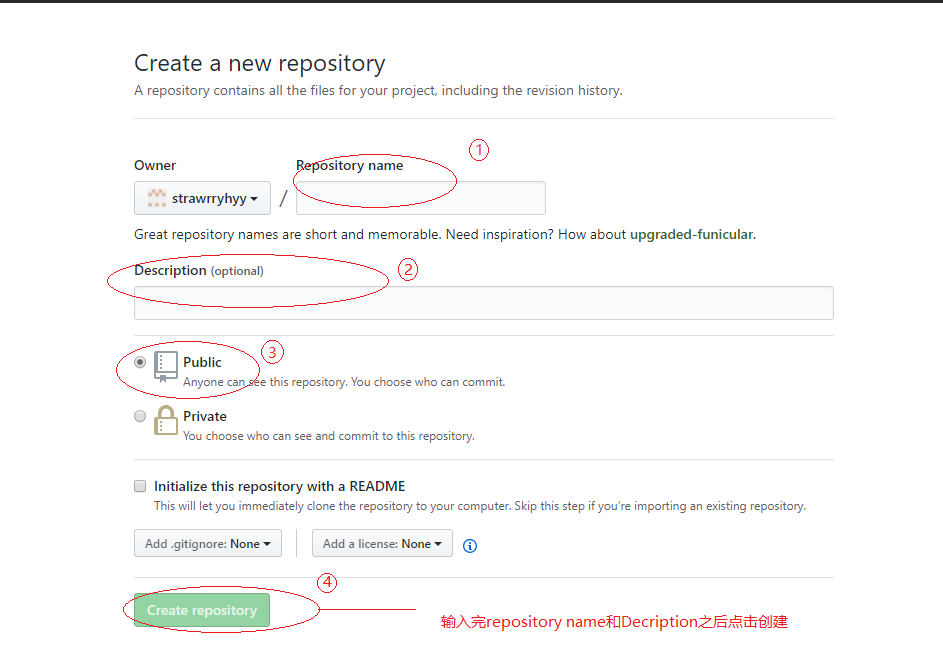 Create a new repository
A repository contains all the files for your project, including the revision history.
①
Owner Repository name
strawrryhyy /
Great repository names are short and memorable. Need inspiration? How about upgraded-funicular.
Description (optional) ②
③
Public
Anyone can see this repository. You choose who can commit.
Private
You choose who can see and commit to this repository.
Initialize this repository with a README
This will let you immediately clone the repository to your computer. Skip this step if you’re importing an existing repository.
Add .gitignore: None Add a license: None
④
Create repository
输入完repository name和Decription之后点击创建